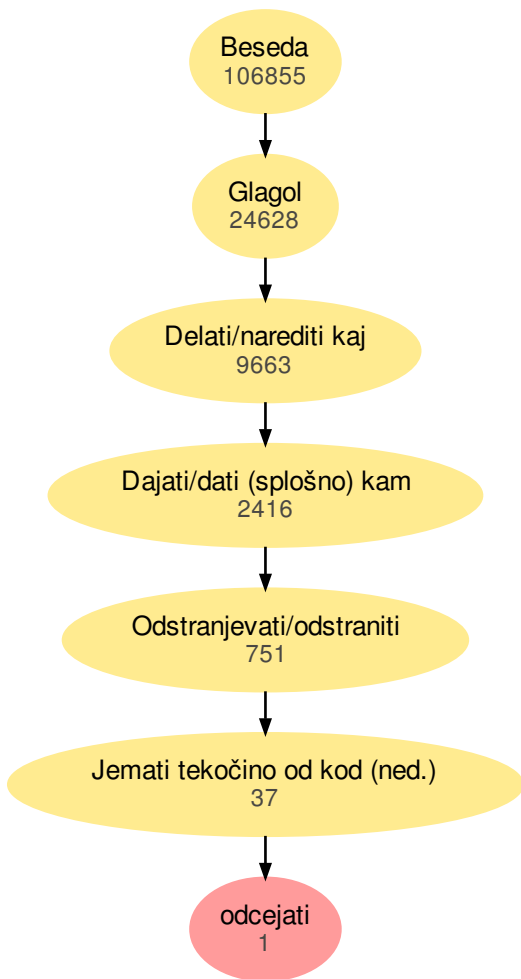 Beseda
106855
Glagol
24628
Delati/narediti kaj
9663
Dajati/dati (splošno) kam
2416
Odstranjevati/odstraniti
751
Jemati tekočino od kod (ned.)
37
odcejati
1